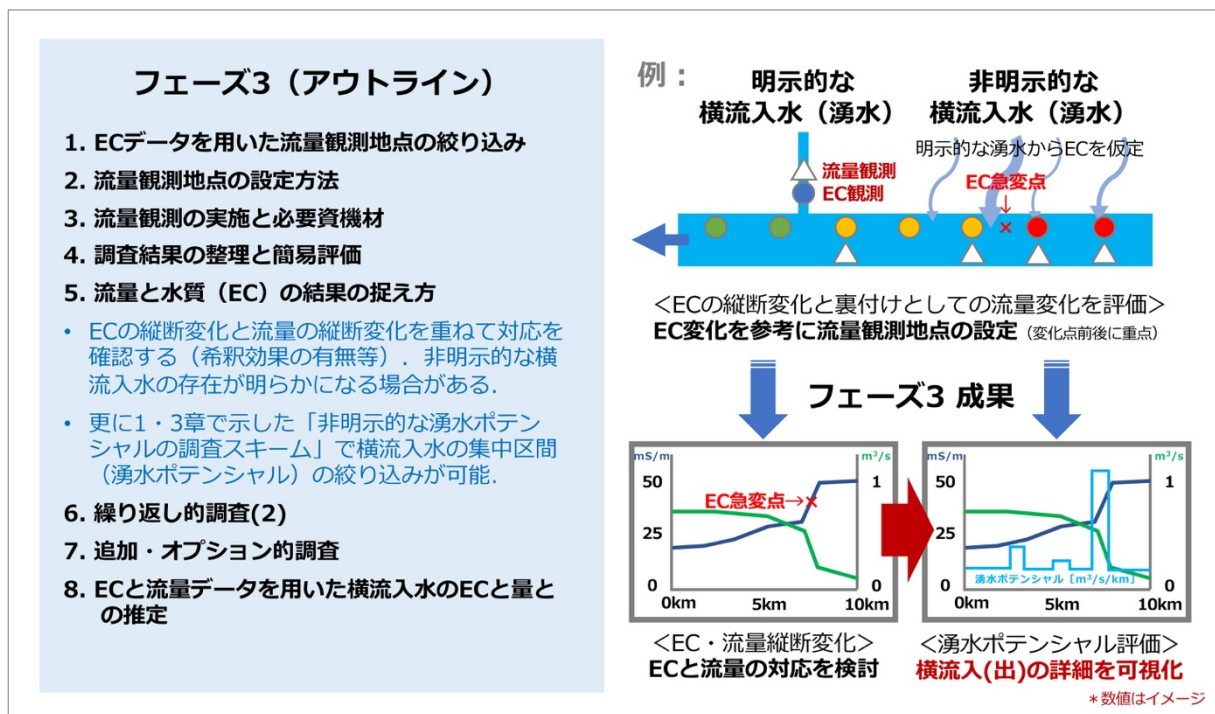 フェーズ3（アウトライン）
1. ECデータを用いた流量観測地点の絞り込み
2. 流量観測地点の設定方法
3. 流量観測の実施と必要資機材
4. 調査結果の整理と簡易評価
5. 流量と水質（EC）の結果の捉え方
• ECの縦断変化と流量の縦断変化を重ねて対応を
確認する（希釈効果の有無等）．非明示的な横
流入水の存在が明らかになる場合がある．
• 更に1・3章で示した「非明示的な湧水ポテン
シャルの調査スキーム」で横流入水の集中区間
（湧水ポテンシャル）の絞り込みが可能．
6. 繰り返し的調査(2)
7. 追加・オプション的調査
8. ECと流量データを用いた横流入水のECと量と
の推定
例：
明示的な
横流入水（湧水）
非明示的な
横流入水（湧水）
明示的な湧水からECを仮定
流量観測
EC観測
EC急変点
↓
×
＜ECの縦断変化と裏付けとしての流量変化を評価＞
EC変化を参考に流量観測地点の設定（変化点前後に重点）
フェーズ3 成果
mS/m
m³/s
50
1
EC急変点→×
25
0
0
0km
5km
10km
＜EC・流量縦断変化＞
ECと流量の対応を検討
mS/m
m³/s
50
1
25
湧水ポテンシャル［m³/s/km］
0
0
0km
5km
10km
＜湧水ポテンシャル評価＞
横流入(出)の詳細を可視化
＊数値はイメージ